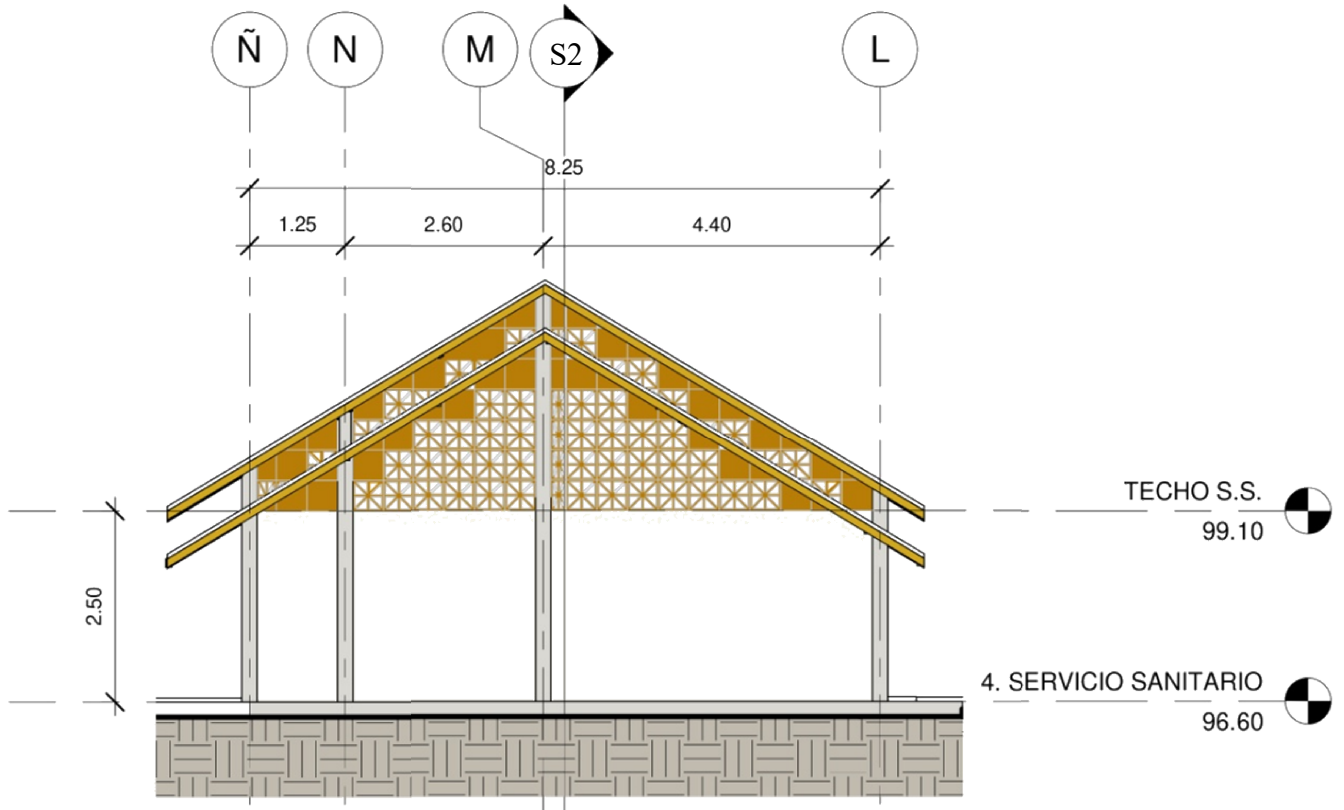 Ñ N M S2 L
8.25
1.25 2.60 4.40
TECHO S.S.
99.10
2.50
4. SERVICIO SANITARIO
96.60